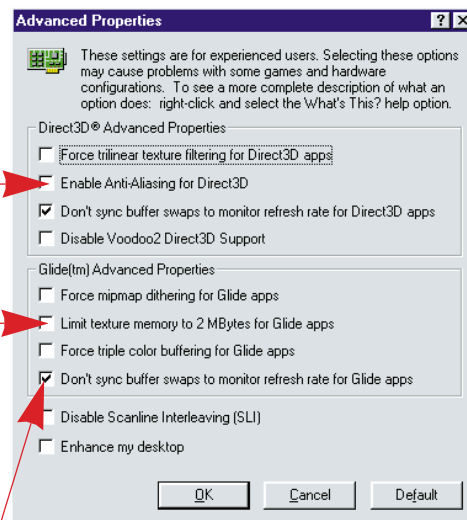 Advanced Properties
These settings are for experienced users. Selecting these options
may cause problems with some games and hardware
configurations. To see a more complete description of what an
option does: right-click and select the What's This? help option.
Direct3D® Advanced Properties
Force trilinear texture filtering for Direct3D apps
Enable Anti-Aliasing for Direct3D
Don't sync buffer swaps to monitor refresh rate for Direct3D apps
Disable Voodoo2 Direct3D Support
Glide(tm) Advanced Properties
Force mipmap dithering for Glide apps
Limit texture memory to 2 MBytes for Glide apps
Force triple color buffering for Glide apps
Don't sync buffer swaps to monitor refresh rate for Glide apps
Disable Scanline Interleaving (SLI)
Enhance my desktop
OK Cancel Default